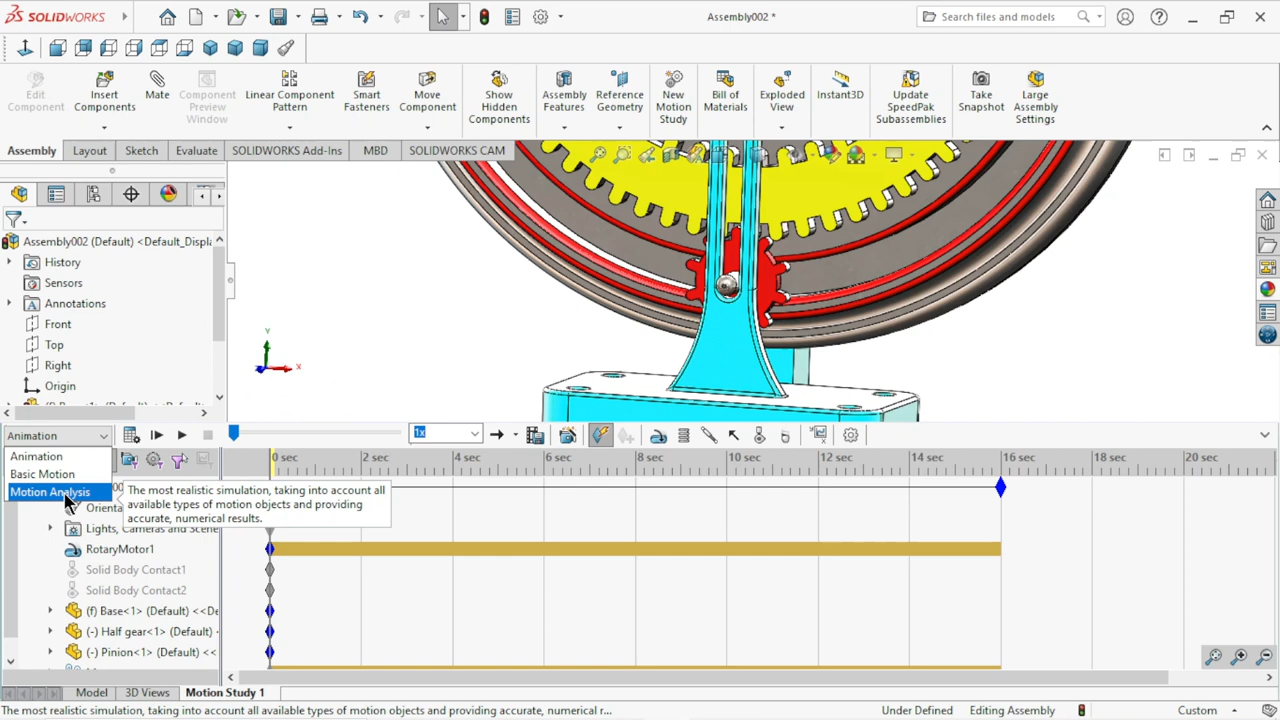 SOLIDWORKS
Assembly002 *
Search files and models
Edit Component
Insert Components
Mate
Component Preview Window
Linear Component Pattern
Smart Fasteners
Move Component
Show Hidden Components
Assembly Features
Reference Geometry
New Motion Study
Bill of Materials
Exploded View
Instant3D
Update SpeedPak Subassemblies
Take Snapshot
Large Assembly Settings
Assembly
Layout
Sketch
Evaluate
SOLIDWORKS Add-Ins
MBD
SOLIDWORKS CAM
Assembly002 (Default) <Default_Displa
History
Sensors
Annotations
Front
Top
Right
Origin
Y
X
Animation
1x
Animation
Basic Motion
Motion Analysis
The most realistic simulation, taking into account all
available types of motion objects and providing
accurate, numerical results.
0 sec
2 sec
4 sec
6 sec
8 sec
10 sec
12 sec
14 sec
16 sec
18 sec
20 sec
Orienta
Lights, Cameras and Scene
RotaryMotor1
Solid Body Contact1
Solid Body Contact2
(f) Base<1> (Default) <<De
(-) Half gear<1> (Default)
(-) Pinion<1> (Default) <<
Model
3D Views
Motion Study 1
The most realistic simulation, taking into account all available types of motion objects and providing accurate, numerical r...
Under Defined
Editing Assembly
Custom